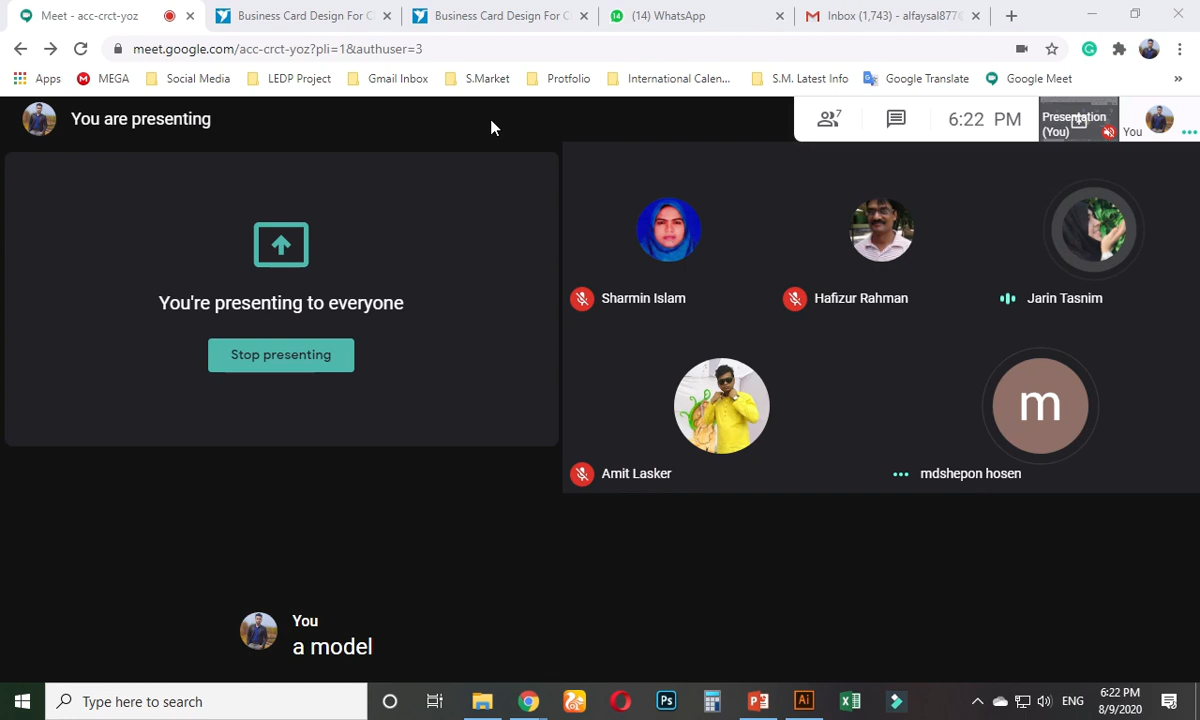 Meet - acc-crct-yoz
Business Card Design For C
Business Card Design For C
(14) WhatsApp
Inbox (1,743) - alfaysal877
meet.google.com/acc-crct-yoz?pli=1&authuser=3
Apps
MEGA
Social Media
LEDP Project
Gmail Inbox
S.Market
Protfolio
International Calen...
S.M. Latest Info
Google Translate
Google Meet
»
You are presenting
7
6:22 PM
Presentation
(You)
You
You're presenting to everyone
Stop presenting
Sharmin Islam
Hafizur Rahman
Jarin Tasnim
m
Amit Lasker
mdshepon hosen
You
a model
Type here to search
Ps
Ai
ENG
6:22 PM
8/9/2020